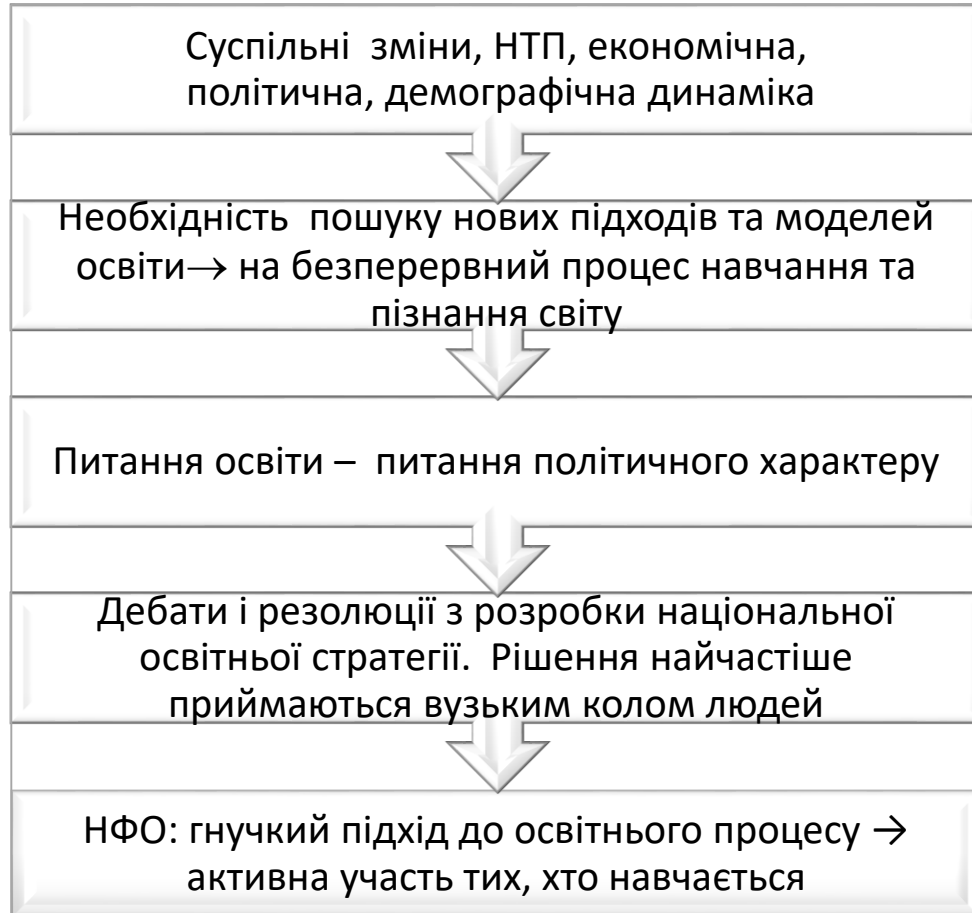 Суспільні  зміни, НТП, економічна,
політична, демографічна динаміка
Необхідність  пошуку нових підходів та моделей
освіти→ на безперервний процес навчання та
пізнання світу
Питання освіти –  питання політичного характеру
Дебати і резолюції з розробки національної
освітньої стратегії.  Рішення найчастіше
приймаються вузьким колом людей
НФО: гнучкий підхід до освітнього процесу →
активна участь тих, хто навчається